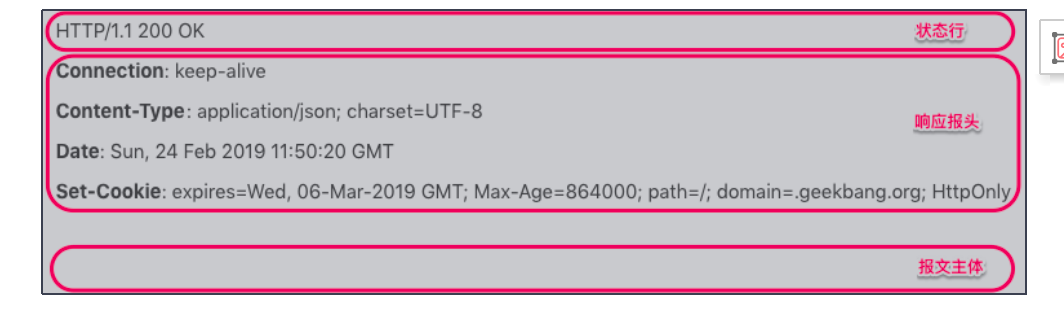 HTTP/1.1 200 OK 状态行
Connection: keep-alive
Content-Type: application/json; charset=UTF-8
响应报头
Date: Sun, 24 Feb 2019 11:50:20 GMT
Set-Cookie: expires=Wed, 06-Mar-2019 GMT; Max-Age=864000; path=/; domain=.geekbang.org; HttpOnly
报文主体